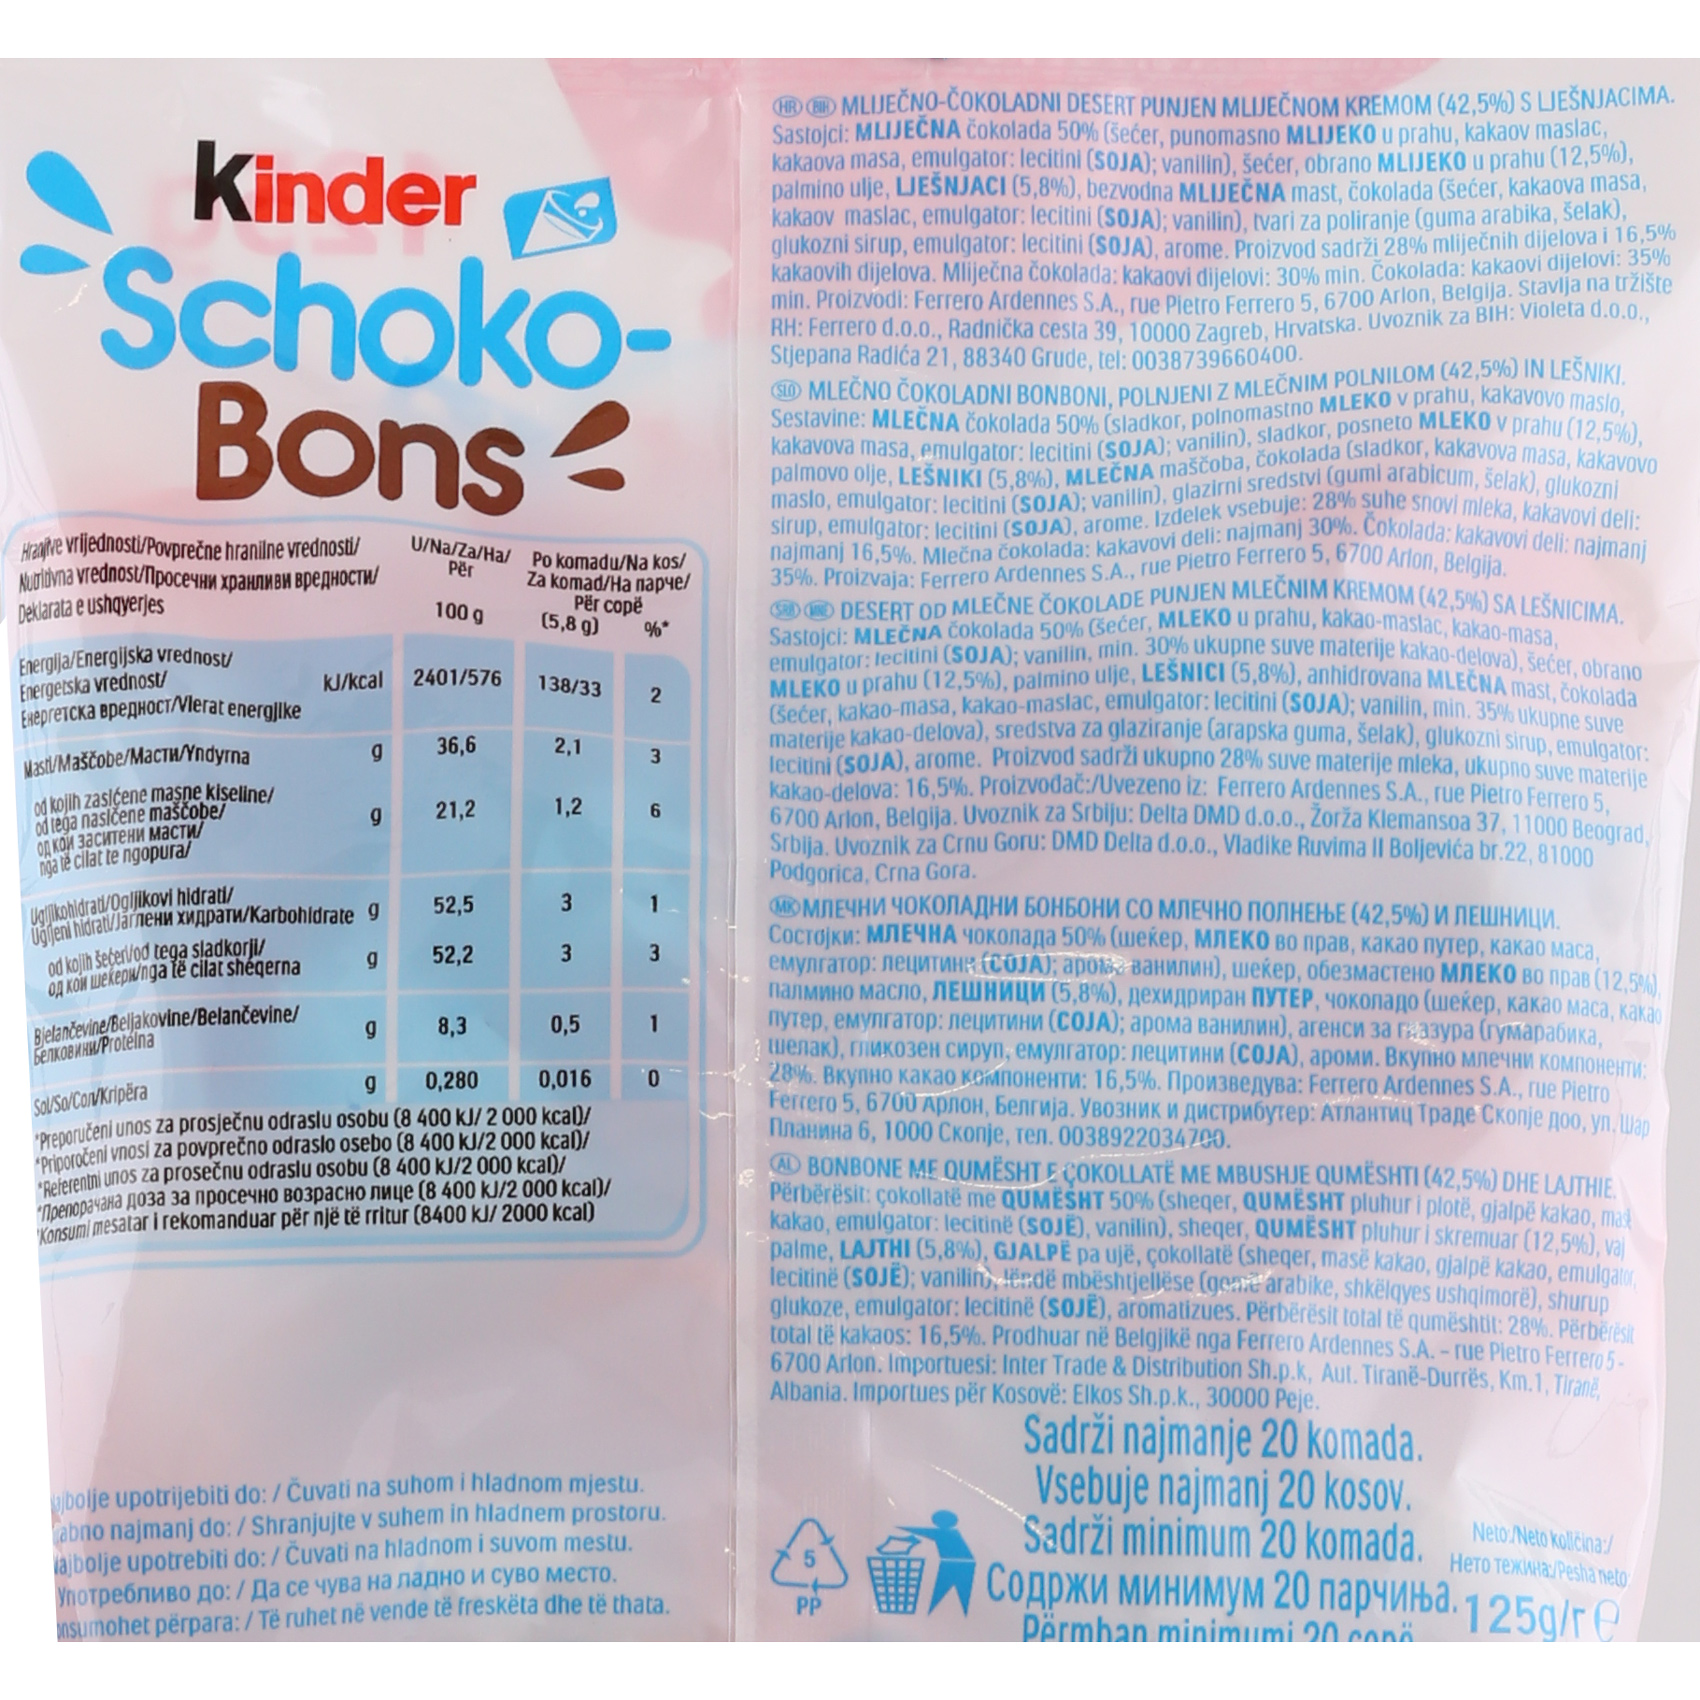 Kinder
Schoko-
Bons
Hranjive vrijednosti/Povprečne hranilne vrednosti/
Nutritivna vrednost/Просечни хранливи вредности/
Deklarata e ushqyerjes
U/Na/Za/Ha/
Për
100 g
Po komadu/Na kos/
Za komad/На парче/
Për copë
(5,8 g)
%*
Energija/Energijska vrednost/
Energetska vrednost/
Енергетска вредност/Vlerat energjike
kJ/kcal 2401/576 138/33 2
Masti/Maščobe/Масти/Yndyrna g 36,6 2,1 3
od kojih zasićene masne kiseline/
od tega nasičene maščobe/
од кои заситени масти/
nga të cilat te ngopura/
g 21,2 1,2 6
Ugljikohidrati/Ogljikovi hidrati/
Ugljeni hidrati/Јаглени хидрати/Karbohidrate g 52,5 3 1
od kojih šećeri/od tega sladkorji/
од кои шеќери/nga të cilat sheqerna g 52,2 3 3
Bjelančevine/Beljakovine/Belančevine/
Белковини/Proteina g 8,3 0,5 1
Sol/So/Сол/Kripëra g 0,280 0,016 0
*Preporučeni unos za prosječnu odraslu osobu (8 400 kJ/ 2 000 kcal)/
*Priporočeni vnosi za povprečno odraslo osebo (8 400 kJ/2 000 kcal)/
*Referentni unos za prosečnu odraslu osobu (8 400 kJ/2 000 kcal)/
*Препорачана доза за просечно возрасно лице (8 400 kJ/2 000 kcal)/
*Konsumi mesatar i rekomanduar për një të rritur (8400 kJ/ 2000 kcal)
upotrijebiti do: / Čuvati na suhom i hladnom mjestu.
najmanj do: / Shranjujte v suhem in hladnem prostoru.
upotrebiti do: / Čuvati na hladnom i suvom mestu.
Употребливо до: / Да се чува на ладно и суво место.
përpara: / Të ruhet në vende të freskëta dhe të thata.
HR BIH MLIJEČNO-ČOKOLADNI DESERT PUNJEN MLIJEČNOM KREMOM (42,5%) S LJEŠNJACIMA.
Sastojci: MLIJEČNA čokolada 50% (šećer, punomasno MLIJEKO u prahu, kakaov maslac,
kakaova masa, emulgator: lecitini (SOJA); vanilin), šećer, obrano MLIJEKO u prahu (12,5%),
palmino ulje, LJEŠNJACI (5,8%), bezvodna MLIJEČNA mast, čokolada (šećer, kakaova masa,
kakaov maslac, emulgator: lecitini (SOJA); vanilin), tvari za poliranje (guma arabika, šelak),
glukozni sirup, emulgator: lecitini (SOJA), arome. Proizvod sadrži 28% mliječnih dijelova i 16,5%
kakaovih dijelova. Mliječna čokolada: kakaovi dijelovi: 30% min. Čokolada: kakaovi dijelovi: 35%
min. Proizvodi: Ferrero Ardennes S.A., rue Pietro Ferrero 5, 6700 Arlon, Belgija. Stavlja na tržište
RH: Ferrero d.o.o., Radnička cesta 39, 10000 Zagreb, Hrvatska. Uvoznik za BIH: Violeta d.o.o.,
Stjepana Radića 21, 88340 Grude, tel: 0038739660400.
SLO MLEČNO ČOKOLADNI BONBONI, POLNJENI Z MLEČNIM POLNILOM (42,5%) IN LEŠNIKI.
Sestavine: MLEČNA čokolada 50% (sladkor, polnomastno MLEKO v prahu, kakavovo maslo,
kakavova masa, emulgator: lecitini (SOJA); vanilin), sladkor, posneto MLEKO v prahu (12,5%),
palmovo olje, LEŠNIKI (5,8%), MLEČNA maščoba, čokolada (sladkor, kakavova masa, kakavovo
maslo, emulgator: lecitini (SOJA); vanilin), glazirni sredstvi (gumi arabicum, šelak), glukozni
sirup, emulgator: lecitini (SOJA), arome. Izdelek vsebuje: 28% suhe snovi mleka, kakavovi deli:
najmanj 16,5%. Mlečna čokolada: kakavovi deli: najmanj 30%. Čokolada: kakavovi deli: najmanj
35%. Proizvaja: Ferrero Ardennes S.A., rue Pietro Ferrero 5, 6700 Arlon, Belgija.
SRB MNE DESERT OD MLEČNE ČOKOLADE PUNJEN MLEČNIM KREMOM (42,5%) SA LEŠNICIMA.
Sastojci: MLEČNA čokolada 50% (šećer, MLEKO u prahu, kakao-maslac, kakao-masa,
emulgator: lecitini (SOJA); vanilin, min. 30% ukupne suve materije kakao-delova), šećer, obrano
MLEKO u prahu (12,5%), palmino ulje, LEŠNICI (5,8%), anhidrovana MLEČNA mast, čokolada
(šećer, kakao-masa, kakao-maslac, emulgator: lecitini (SOJA); vanilin, min. 35% ukupne suve
materije kakao-delova), sredstva za glaziranje (arapska guma, šelak), glukozni sirup, emulgator:
lecitini (SOJA), arome. Proizvod sadrži ukupno 28% suve materije mleka, ukupno suve materije
kakao-delova: 16,5%. Proizvođač:/Uvezeno iz: Ferrero Ardennes S.A., rue Pietro Ferrero 5,
6700 Arlon, Belgija. Uvoznik za Srbiju: Delta DMD d.o.o., Žorža Klemansoa 37, 11000 Beograd,
Srbija. Uvoznik za Crnu Goru: DMD Delta d.o.o., Vladike Ruvima II Boljevića br.22, 81000
Podgorica, Crna Gora.
MK МЛЕЧНИ ЧОКОЛАДНИ БОНБОНИ СО МЛЕЧНО ПОЛНЕЊЕ (42,5%) И ЛЕШНИЦИ.
Состојки: МЛЕЧНА чоколада 50% (шеќер, МЛЕКО во прав, какао путер, какао маса,
емулгатор: лецитини (СОЈА); арома ванилин), шеќер, обезмастено МЛЕКО во прав (12,5%),
палмино масло, ЛЕШНИЦИ (5,8%), дехидриран ПУТЕР, чоколадо (шеќер, какао маса, какао
путер, емулгатор: лецитини (СОЈА); арома ванилин), агенси за глазура (гумарабика,
шелак), гликозен сируп, емулгатор: лецитини (СОЈА), ароми. Вкупно млечни компоненти:
28%. Вкупно какао компоненти: 16,5%. Произведува: Ferrero Ardennes S.A., rue Pietro
Ferrero 5, 6700 Арлон, Белгија. Увозник и дистрибутер: Атлантиц Траде Скопје доо, ул. Шар
Планина 6, 1000 Скопје, тел. 0038922034700.
AL BONBONE ME QUMËSHT E ÇOKOLLATË ME MBUSHJE QUMËSHTI (42,5%) DHE LAJTHIE.
Përbërësit: çokollatë me QUMËSHT 50% (sheqer, QUMËSHT pluhur i plotë, gjalpë kakao, masë
kakao, emulgator: lecitinë (SOJË), vanilin), sheqer, QUMËSHT pluhur i skremuar (12,5%), vaj
palme, LAJTHI (5,8%), GJALPË pa ujë, çokollatë (sheqer, masë kakao, gjalpë kakao, emulgator,
lecitinë (SOJË); vanilin), lëndë mbështjellëse (gomë arabike, shkëlqyes ushqimorë), shurup
glukoze, emulgator: lecitinë (SOJË), aromatizues. Përbërësit total të qumështit: 28%. Përbërësit
total të kakaos: 16,5%. Prodhuar në Belgjikë nga Ferrero Ardennes S.A. - rue Pietro Ferrero 5 -
6700 Arlon. Importuesi: Inter Trade & Distribution Sh.p.k, Aut. Tiranë-Durrës, Km.1, Tiranë,
Albania. Importues për Kosovë: Elkos Sh.p.k., 30000 Peje.
Sadrži najmanje 20 komada.
Vsebuje najmanj 20 kosov.
Sadrži minimum 20 komada.
Содржи минимум 20 парчиња.
Përmban minimumi 20 copë
5
PP
Neto:/Neto količina:/
Нето тежина:/Pesha neto
125g/г e